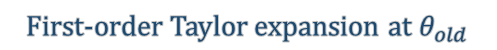 First-order Taylor expansion at θ_old